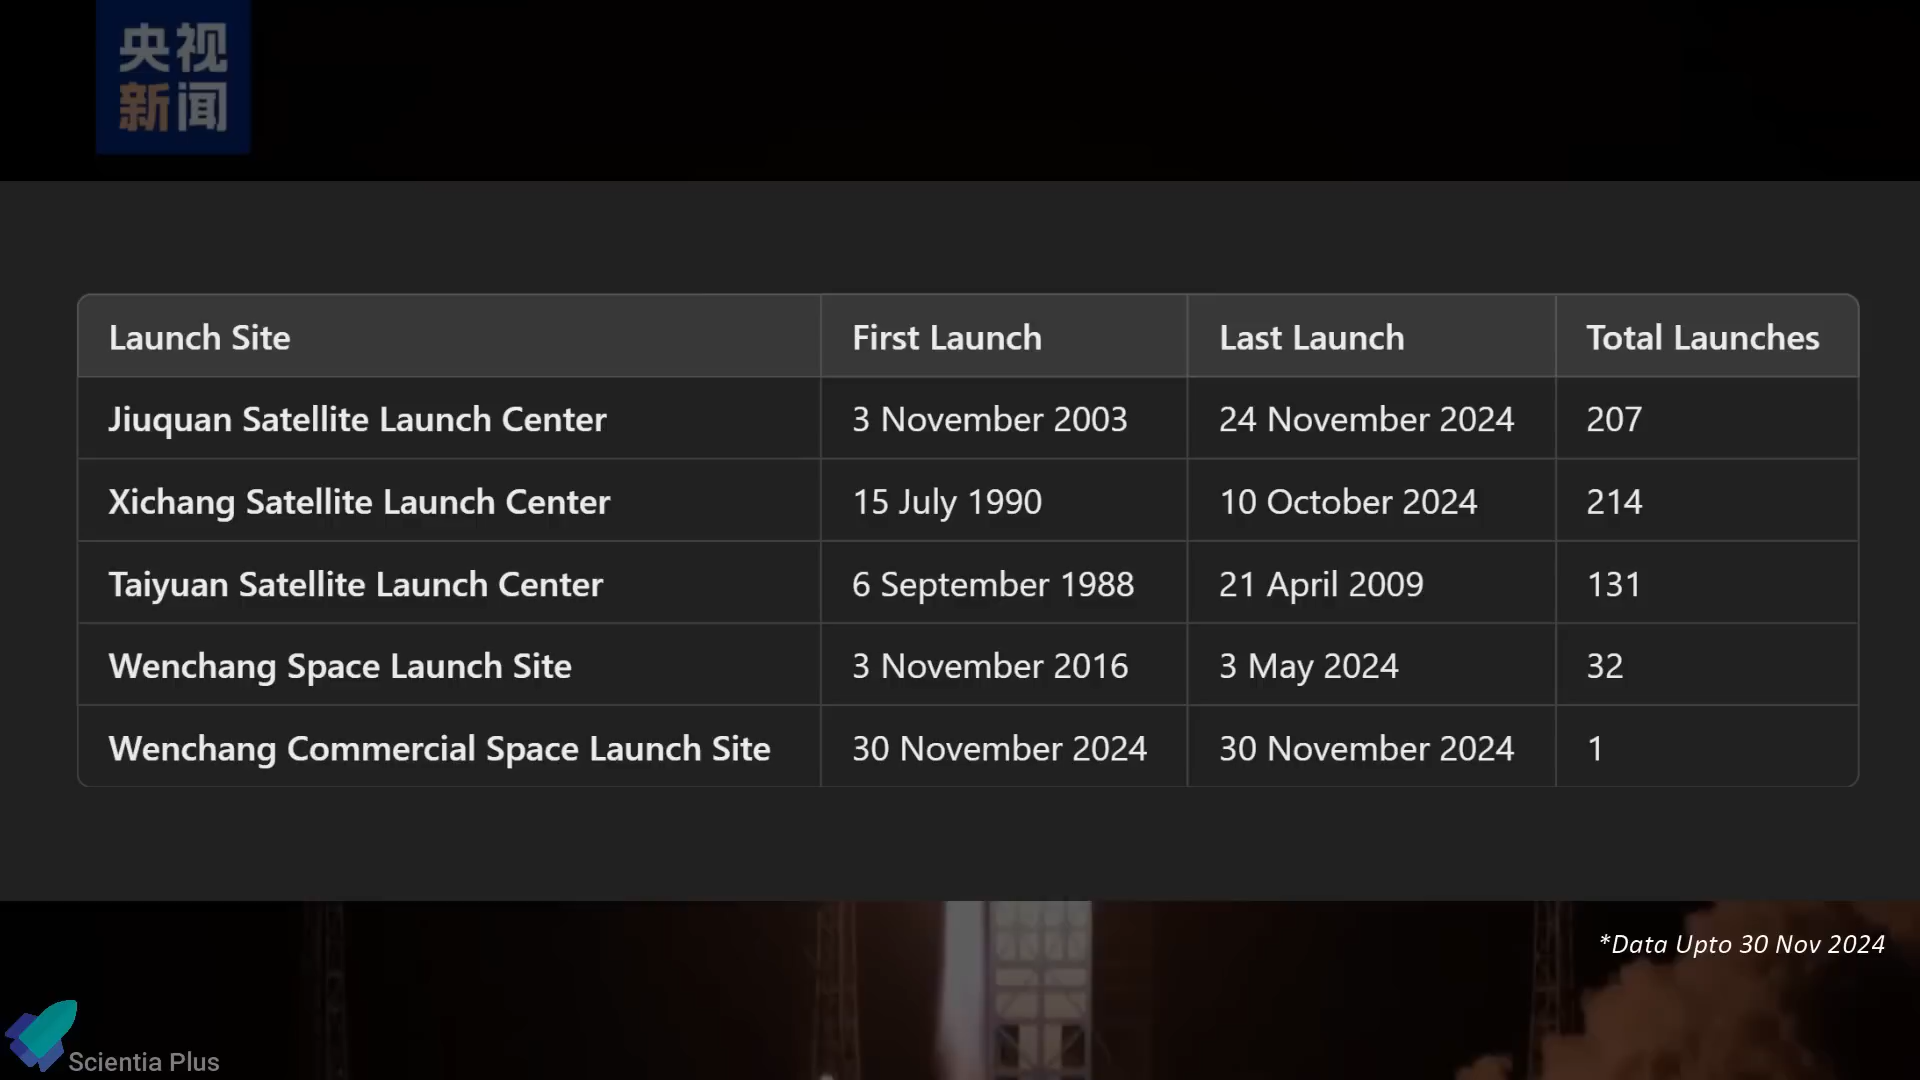 央视
新闻
Launch Site First Launch Last Launch Total Launches
Jiuquan Satellite Launch Center 3 November 2003 24 November 2024 207
Xichang Satellite Launch Center 15 July 1990 10 October 2024 214
Taiyuan Satellite Launch Center 6 September 1988 21 April 2009 131
Wenchang Space Launch Site 3 November 2016 3 May 2024 32
Wenchang Commercial Space Launch Site 30 November 2024 30 November 2024 1
*Data Upto 30 Nov 2024
Scientia Plus